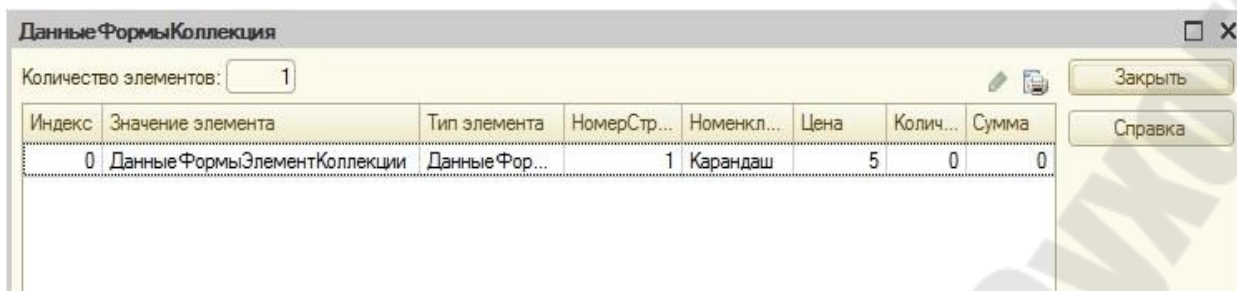 ДанныеФормыКоллекция
Количество элементов: 1
Закрыть
Индекс Значение элемента Тип элемента НомерСтр... Номенкл... Цена Колич... Сумма
Справка
0 ДанныеФормыЭлементКоллекции ДанныеФор... 1 Карандаш 5 0 0